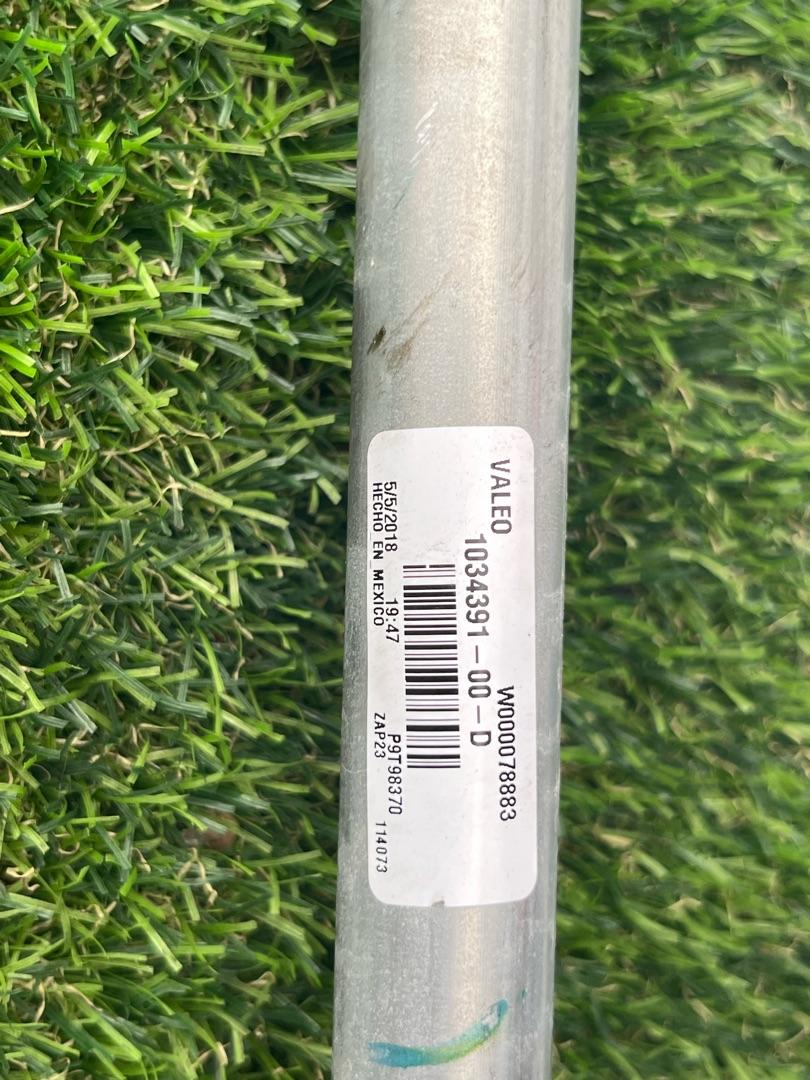 VALEO W000078883
1034391-00-D
5/5/2018 19:47 P9T98370
HECHO EN MEXICO ZAP23 114073